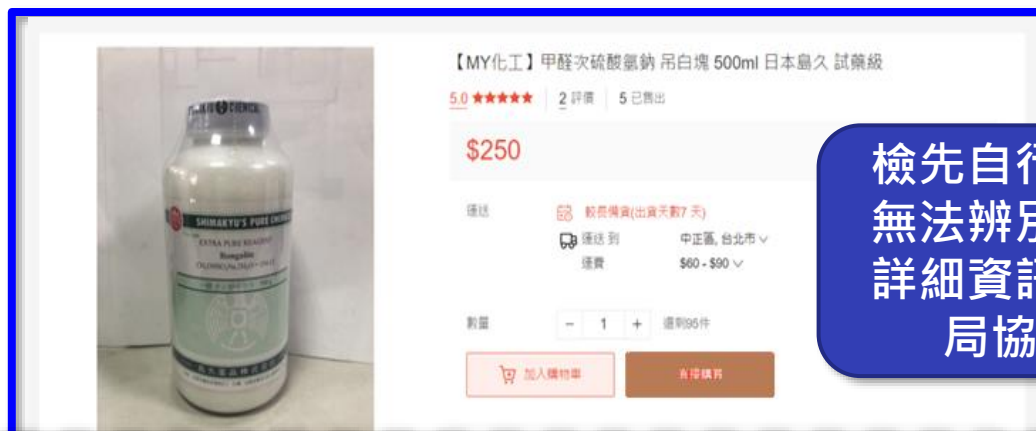 【MY化工】甲醛次硫酸氫鈉 吊白塊 500ml 日本島久 試藥級
5.0 ★★★★★ 2 評價 5 已售出
$250
運送
較長備貨(出貨天數7 天)
運送 到 中正區, 台北市
運費 $60 - $90
數量 - 1 + 還剩95件
加入購物車
直接購買
檢先自行
無法辨別
詳細資訊
局協
SHIMAKYU'S PURE CHEMICALS
EXTRA PURE REAGENT
Rongalite